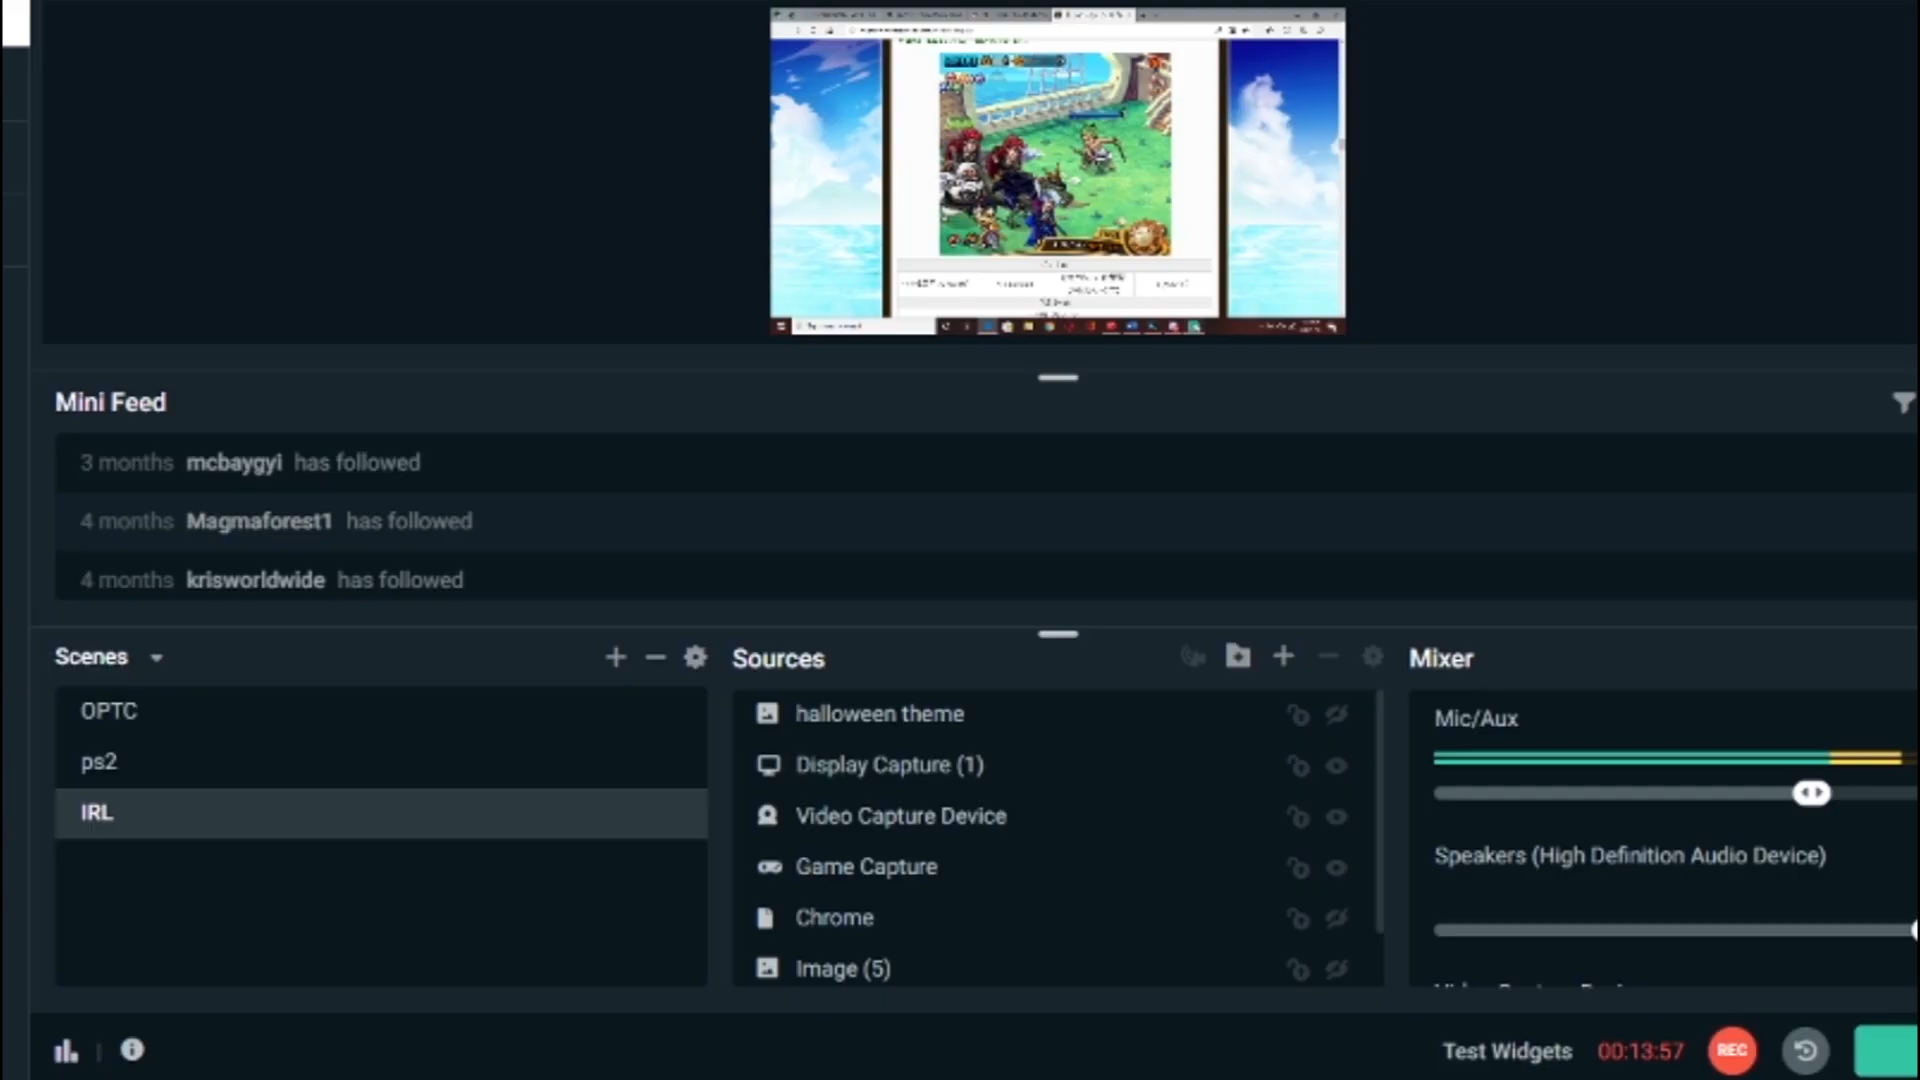 Mini Feed
3 months mcbaygyi has followed
4 months Magmaforest1 has followed
4 months krisworldwide has followed
Scenes
Sources
Mixer
OPTC
ps2
IRL
halloween theme
Display Capture (1)
Video Capture Device
Game Capture
Chrome
Image (5)
Mic/Aux
Speakers (High Definition Audio Device)
Test Widgets 00:13:57 REC